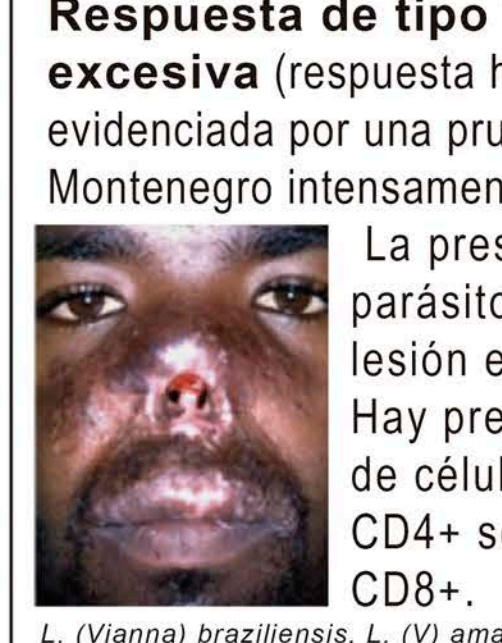 Respuesta de tipo
excesiva (respuesta
evidenciada por una
Montenegro
La
lesión
Hay
de
CD4+
CD8+.
L. (Vianna) braziliensis. L. (V)